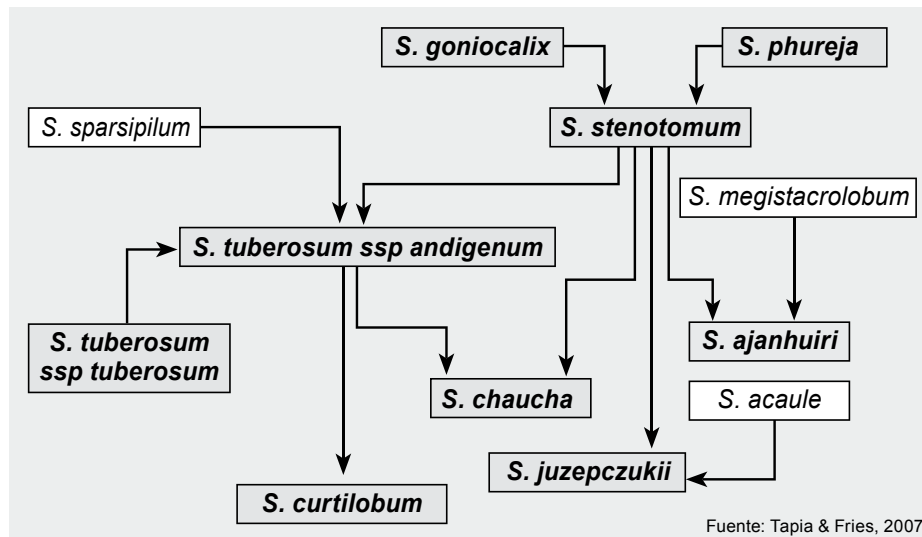 S. goniocalix
S. phureja
S. sparsipilum
S. stenotomum
S. megistacrolobum
S. tuberosum ssp andigenum
S. tuberosum
ssp tuberosum
S. ajanhuiri
S. chaucha
S. acaule
S. juzepczukii
S. curtilobum
Fuente: Tapia & Fries, 2007